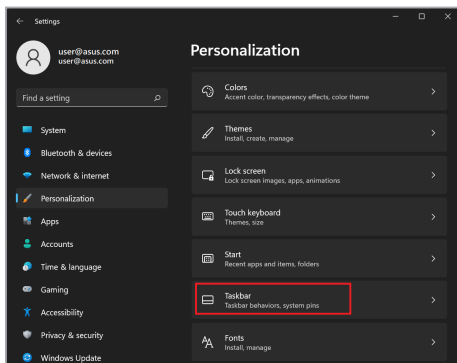 Settings
user@asus.com
user@asus.com
Find a setting
System
Bluetooth & devices
Network & internet
Personalization
Apps
Accounts
Time & language
Gaming
Accessibility
Privacy & security
Windows Update
Personalization
Colors
Accent color, transparency effects, color theme
Themes
Install, create, manage
Lock screen
Lock screen images, apps, animations
Touch keyboard
Themes, size
Start
Recent apps and items, folders
Taskbar
Taskbar behaviors, system pins
Fonts
Install, manage